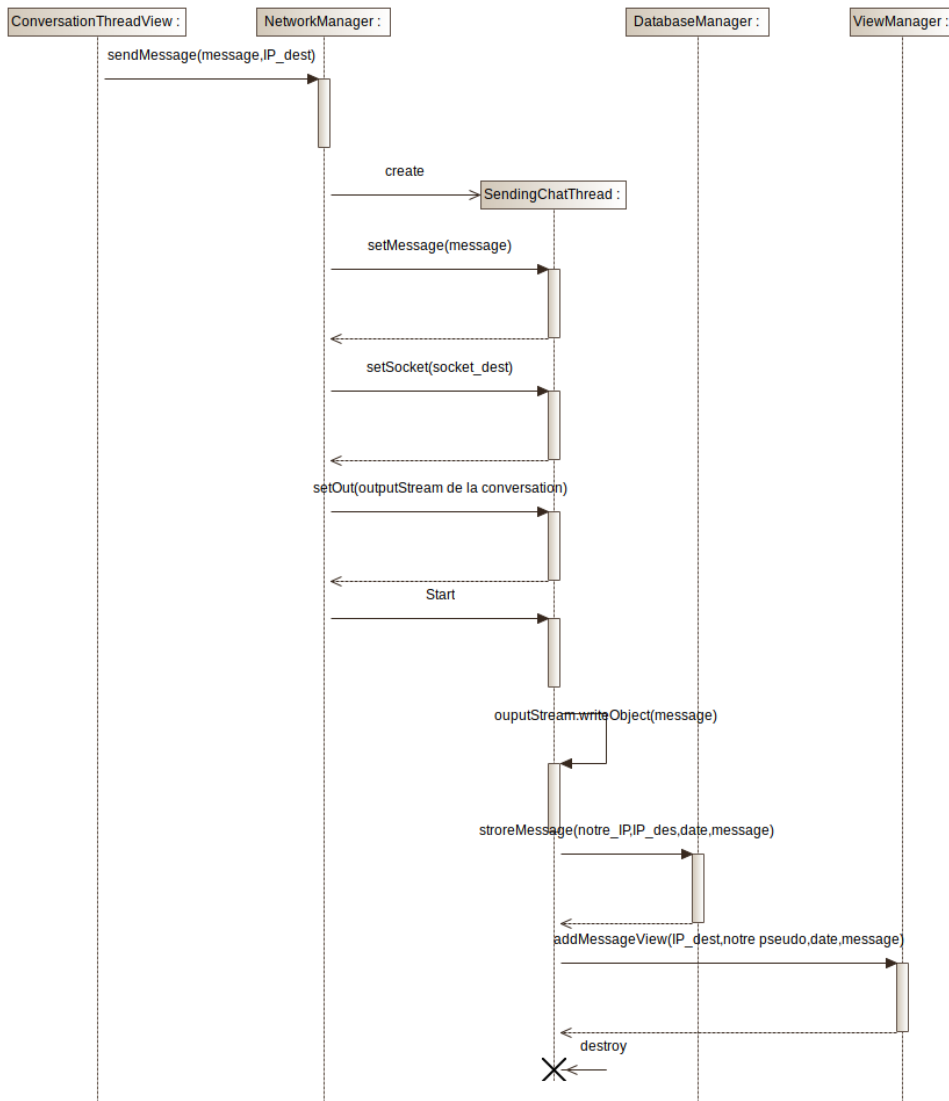 ConversationThreadView :
NetworkManager :
DatabaseManager :
ViewManager :
sendMessage(message,IP_dest)
create
SendingChatThread :
setMessage(message)
setSocket(socket_dest)
setOut(outputStream de la conversation)
Start
ouputStream.writeObject(message)
stroreMessage(notre_IP,IP_des,date,message)
addMessageView(IP_dest,notre pseudo,date,message)
destroy